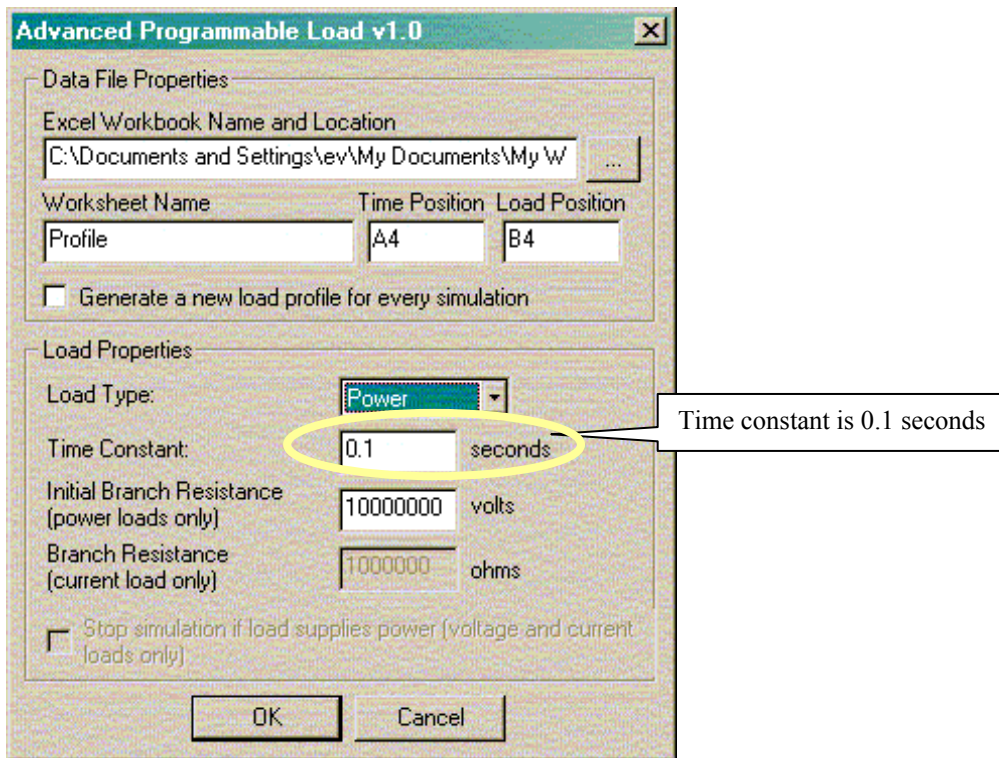 Advanced Programmable Load v1.0
Data File Properties
Excel Workbook Name and Location
C:\Documents and Settings\ev\My Documents\My W
...
Worksheet Name Time Position Load Position
Profile A4 B4
Generate a new load profile for every simulation
Load Properties
Load Type: Power
Time Constant: 0.1 seconds
Time constant is 0.1 seconds
Initial Branch Resistance
(power loads only) 10000000 volts
Branch Resistance
(current load only) 1000000 ohms
Stop simulation if load supplies power (voltage and current
loads only)
OK Cancel